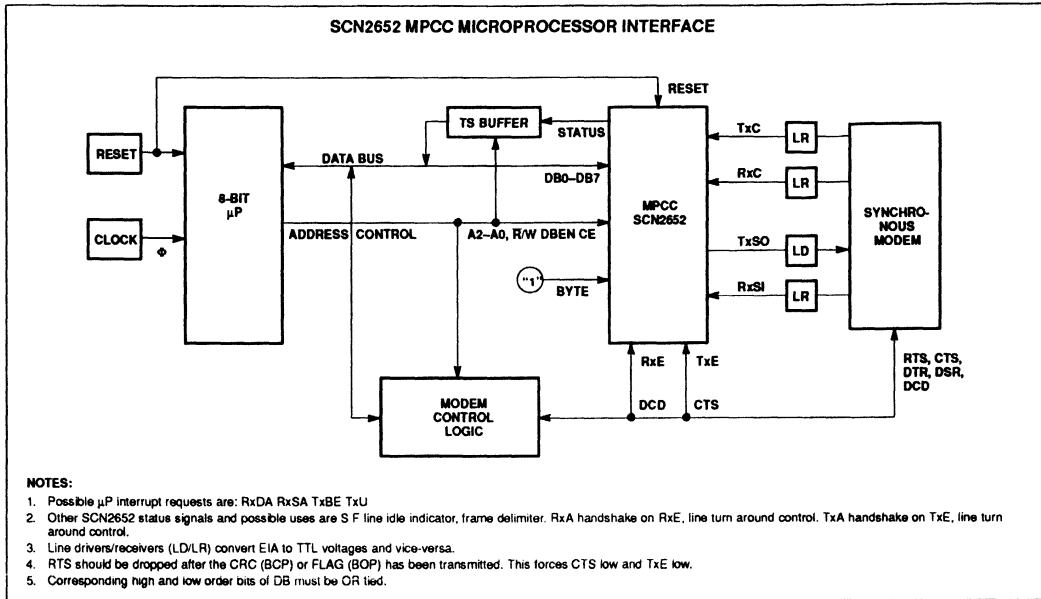 SCN2652 MPCC MICROPROCESSOR INTERFACE
RESET
TS BUFFER
STATUS
TxC
LR
RESET
DATA BUS
DB0–DB7
RxC
LR
8-BIT
μP
MPCC
SCN2652
SYNCHRO-
NOUS
MODEM
CLOCK
Φ
ADDRESS CONTROL
A2–A0, R̅/W DBEN CE
TxSO
LD
"1"
BYTE
RxSI
LR
RxE
TxE
RTS, CTS,
DTR, DSR,
DCD
MODEM
CONTROL
LOGIC
DCD
CTS
NOTES:
1. Possible μP interrupt requests are: RxDA RxSA TxBE TxU
2. Other SCN2652 status signals and possible uses are S F line idle indicator, frame delimiter. RxA handshake on RxE, line turn around control. TxA handshake on TxE, line turn
around control.
3. Line drivers/receivers (LD/LR) convert EIA to TTL voltages and vice-versa.
4. RTS should be dropped after the CRC (BCP) or FLAG (BOP) has been transmitted. This forces CTS low and TxE low.
5. Corresponding high and low order bits of DB must be OR tied.